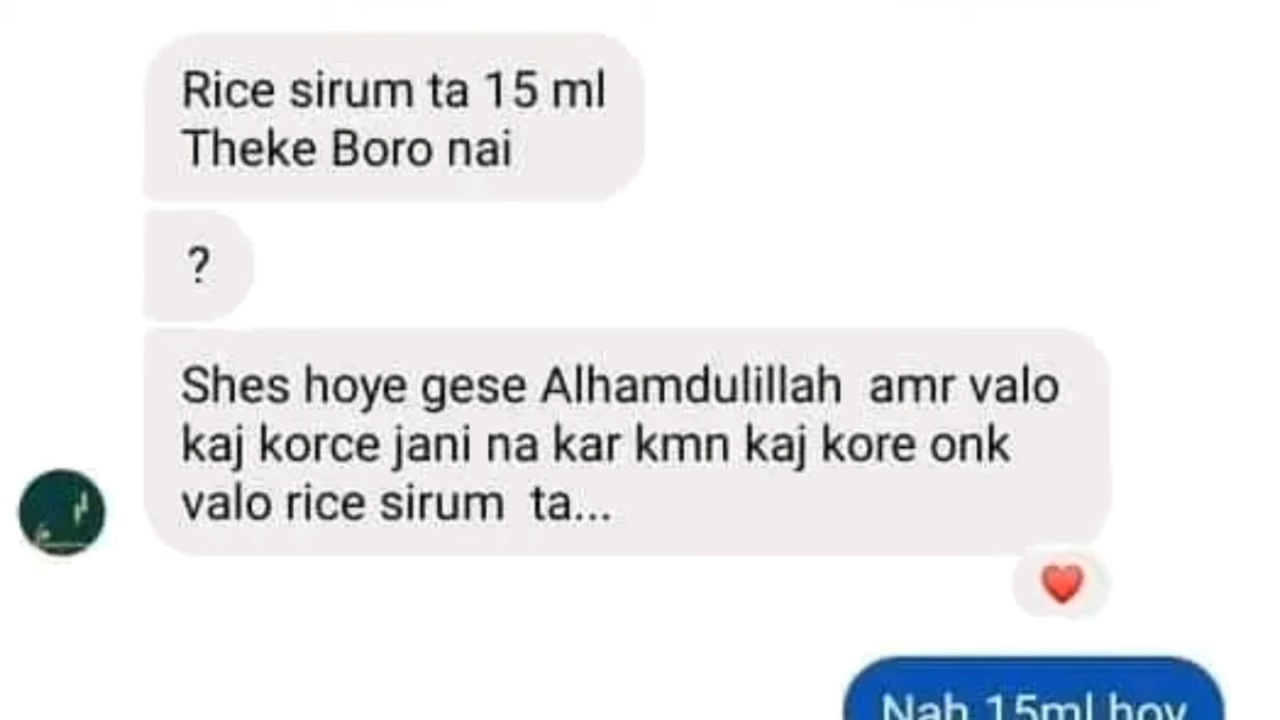 Rice sirum ta 15 ml
Theke Boro nai
?
Shes hoye gese Alhamdulillah amr valo
kaj korce jani na kar kmn kaj kore onk
valo rice sirum ta...
Nah 15ml hoy